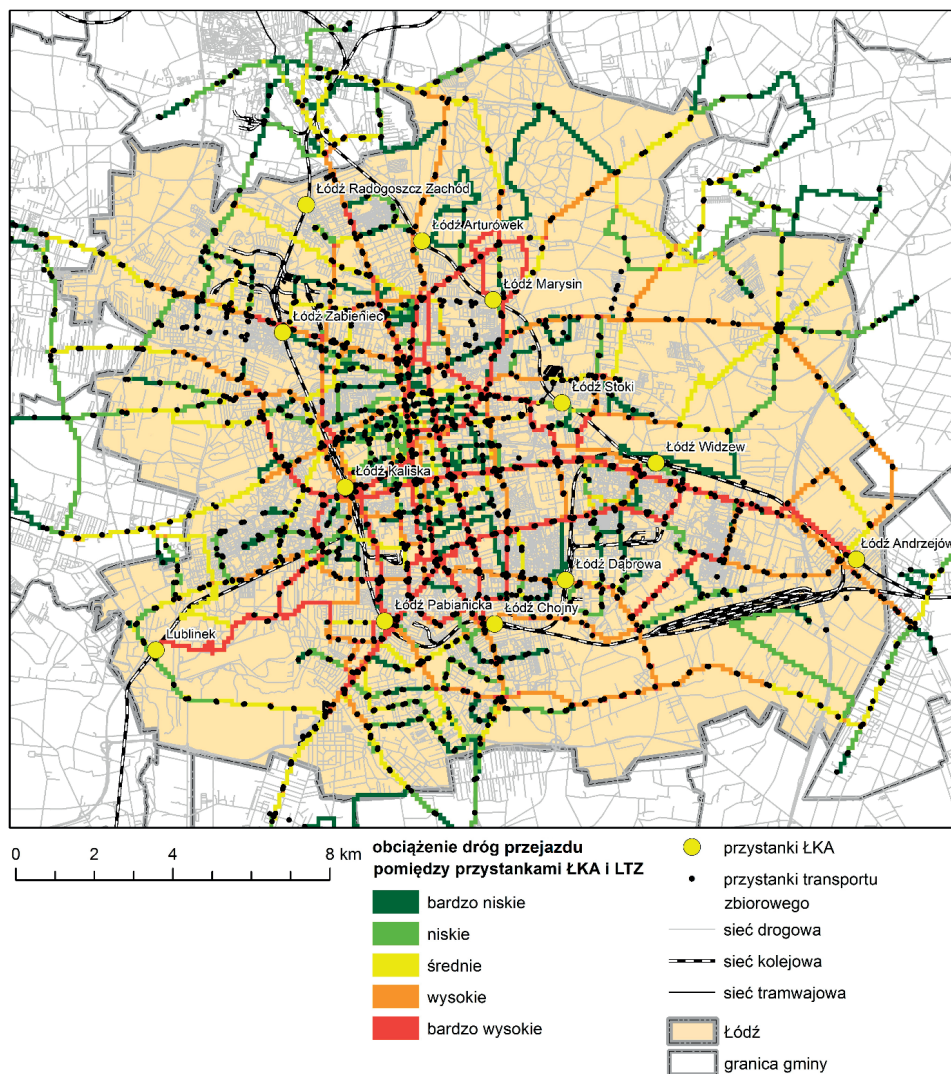 Łódź Radogoszcz Zachód
Łódź Arturówek
Łódź Marysin
Łódź Żabieniec
Łódź Stoki
Łódź Widzew
Łódź Kaliska
Łódź Andrzejów
Łódź Dąbrowa
Łódź Pabianicka
Łódź Chojny
Lublinek
0 2 4 8 km
obciążenie dróg przejazdu
pomiędzy przystankami ŁKA i LTZ
bardzo niskie
niskie
średnie
wysokie
bardzo wysokie
przystanki ŁKA
przystanki transportu
zbiorowego
sieć drogowa
sieć kolejowa
sieć tramwajowa
Łódź
granica gminy